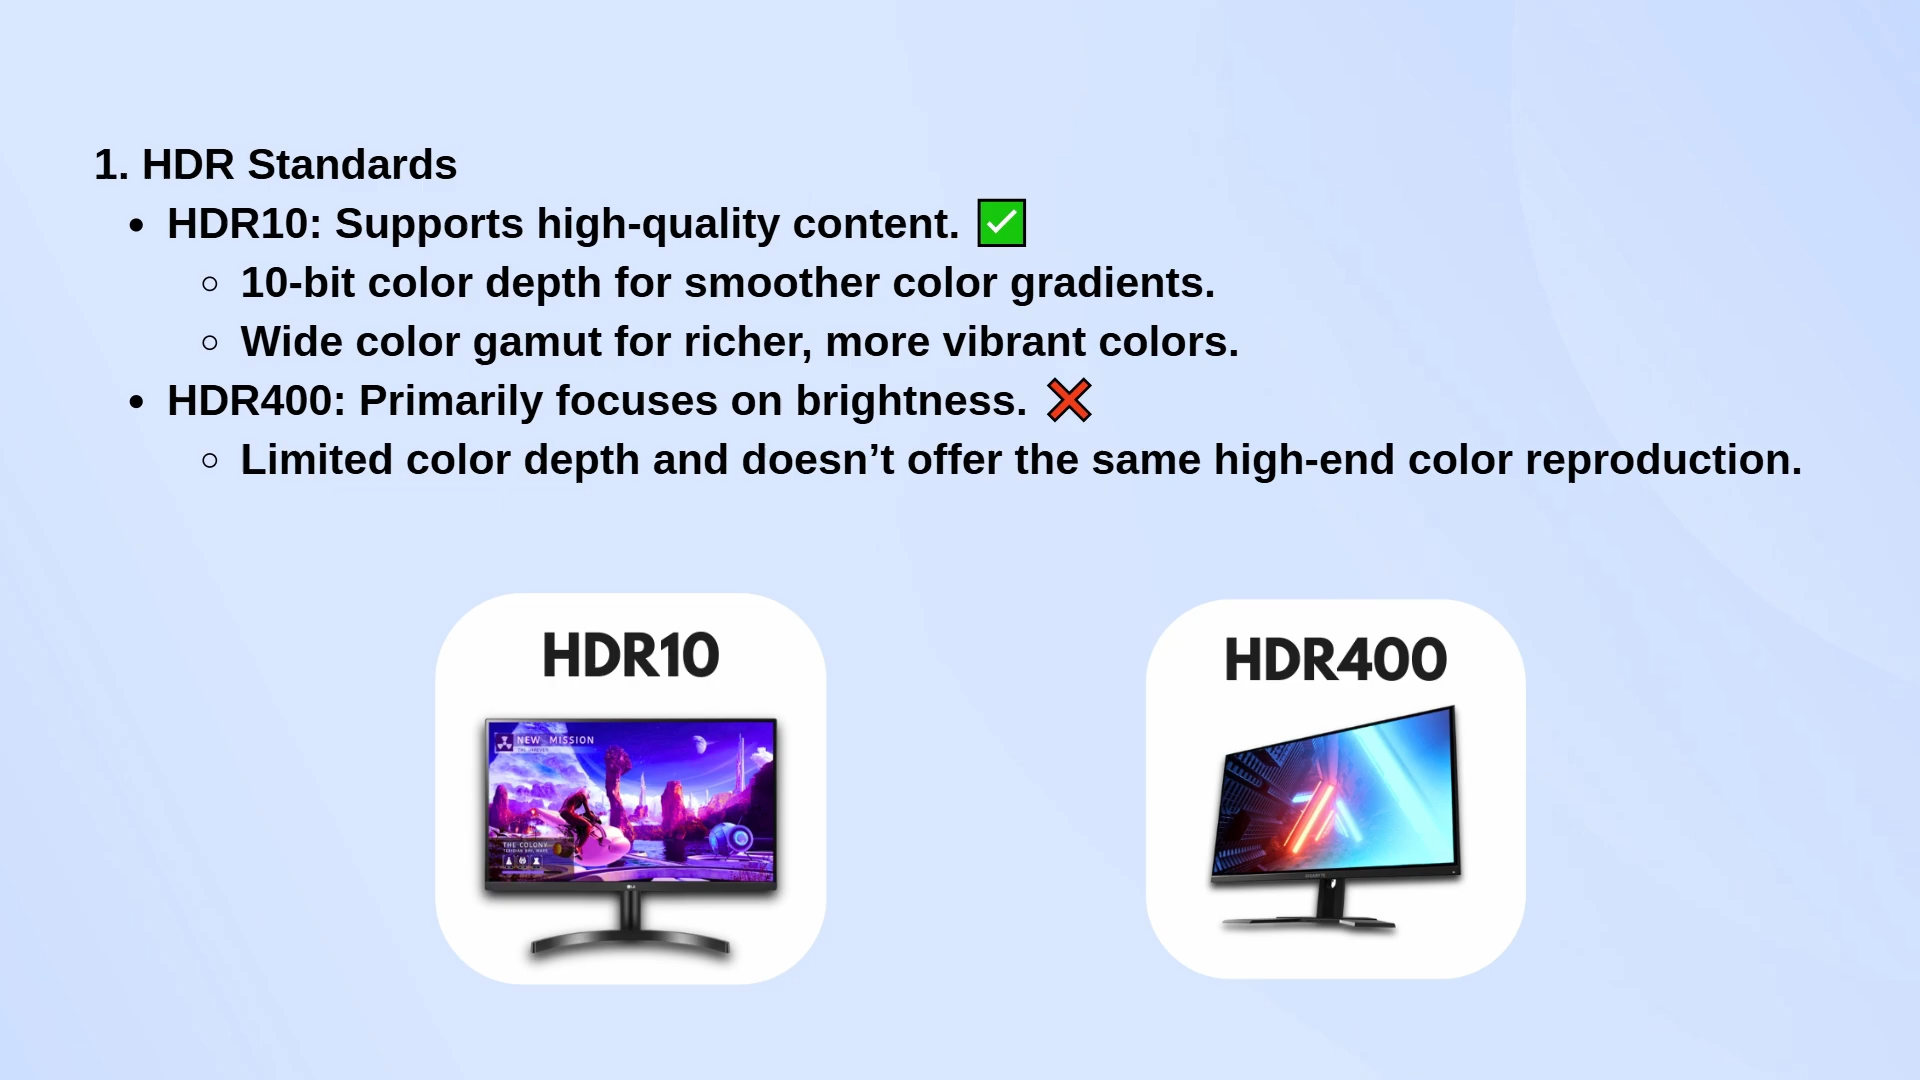 1. HDR Standards
• HDR10: Supports high-quality content. ✅
○ 10-bit color depth for smoother color gradients.
○ Wide color gamut for richer, more vibrant colors.
• HDR400: Primarily focuses on brightness. ❌
○ Limited color depth and doesn’t offer the same high-end color reproduction.
HDR10
HDR400
NEW MISSION
THE COLONY
LG